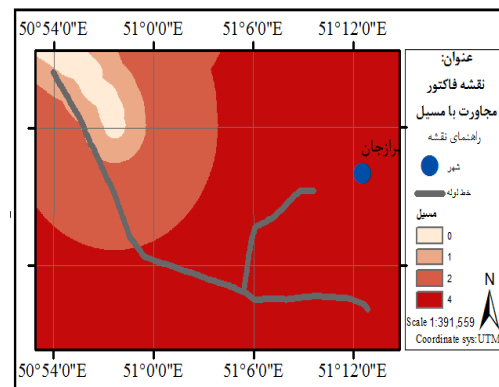 50°54'0"E 51°0'0"E 51°6'0"E 51°12'0"E
عنوان:
نقشه فاکتور
مجاورت با مسیل
راهنمای نقشه
شهر
خط لوله
مسیل
0
1
2
4
N
Scale 1:391,559
Coordinate sys:UTM
برازجان
50°54'0"E 51°0'0"E 51°6'0"E 51°12'0"E